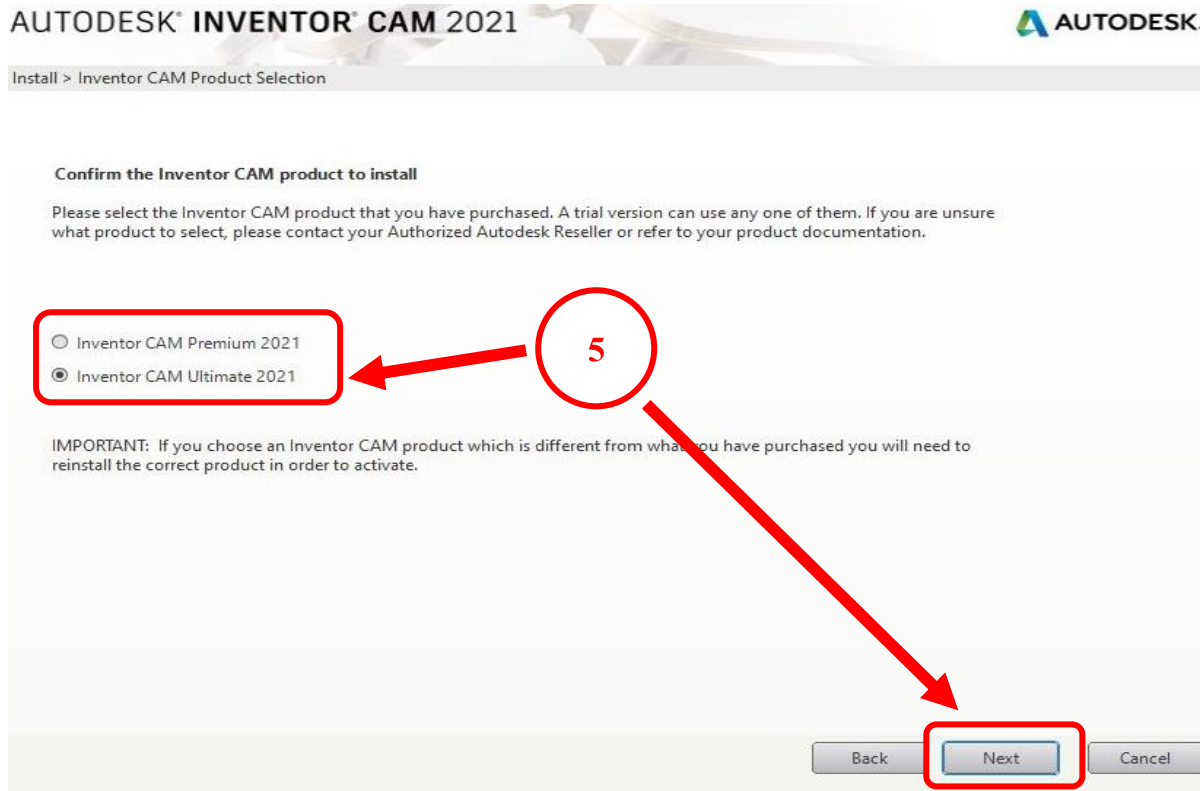 AUTODESK® INVENTOR® CAM 2021
AUTODESK.
Install > Inventor CAM Product Selection
Confirm the Inventor CAM product to install
Please select the Inventor CAM product that you have purchased. A trial version can use any one of them. If you are unsure
what product to select, please contact your Authorized Autodesk Reseller or refer to your product documentation.
Inventor CAM Premium 2021
5
Inventor CAM Ultimate 2021
IMPORTANT: If you choose an Inventor CAM product which is different from what you have purchased you will need to
reinstall the correct product in order to activate.
Back Next Cancel